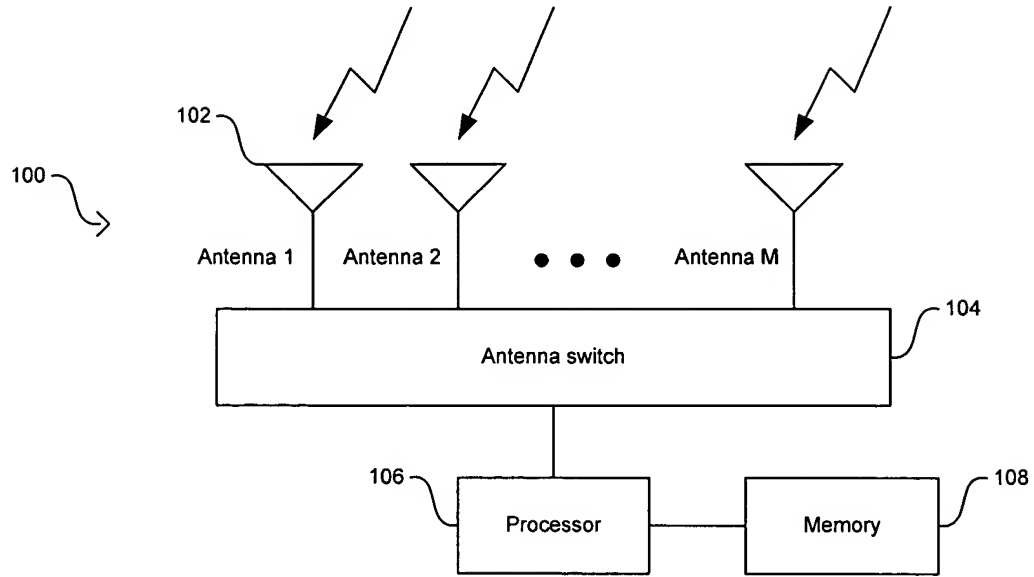 102
100
Antenna 1
Antenna 2
Antenna M
104
Antenna switch
106
108
Processor
Memory